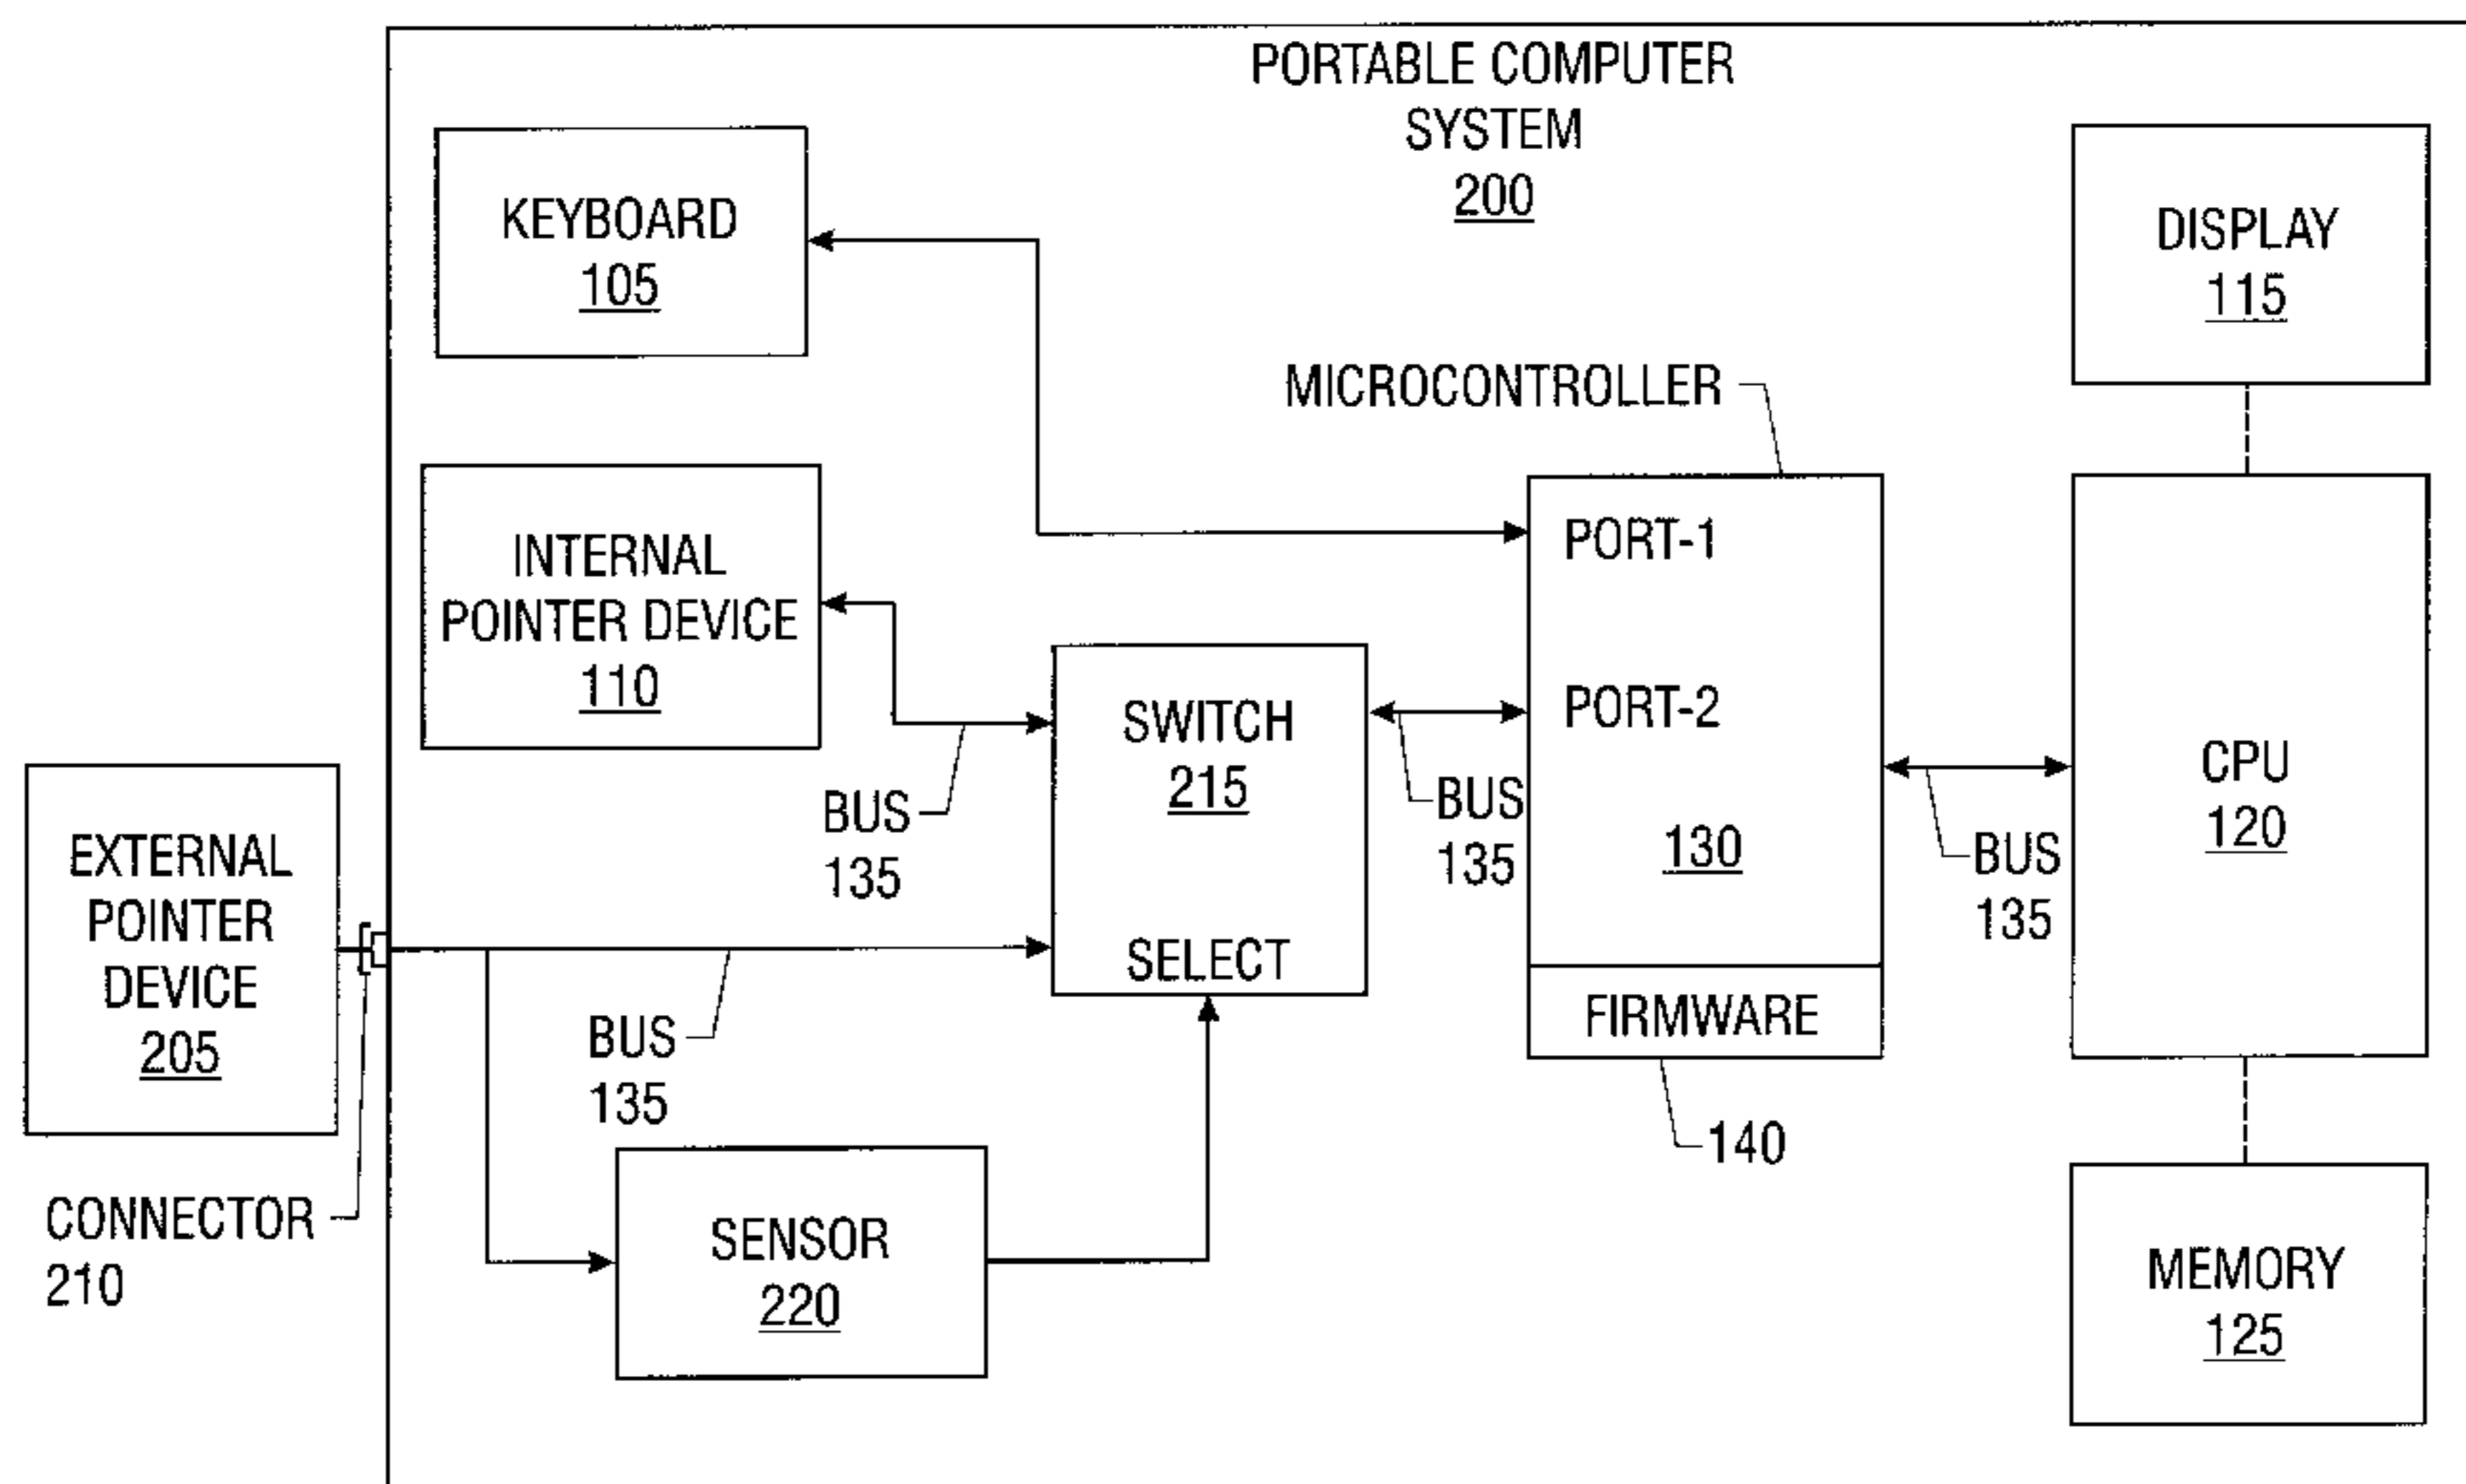 PORTABLE COMPUTER
SYSTEM
200
KEYBOARD
105
DISPLAY
115
MICROCONTROLLER
INTERNAL
POINTER DEVICE
110
PORT-1
PORT-2
130
FIRMWARE
140
SWITCH
215
SELECT
BUS
135
BUS
135
BUS
135
CPU
120
EXTERNAL
POINTER
DEVICE
205
BUS
135
CONNECTOR
210
SENSOR
220
MEMORY
125